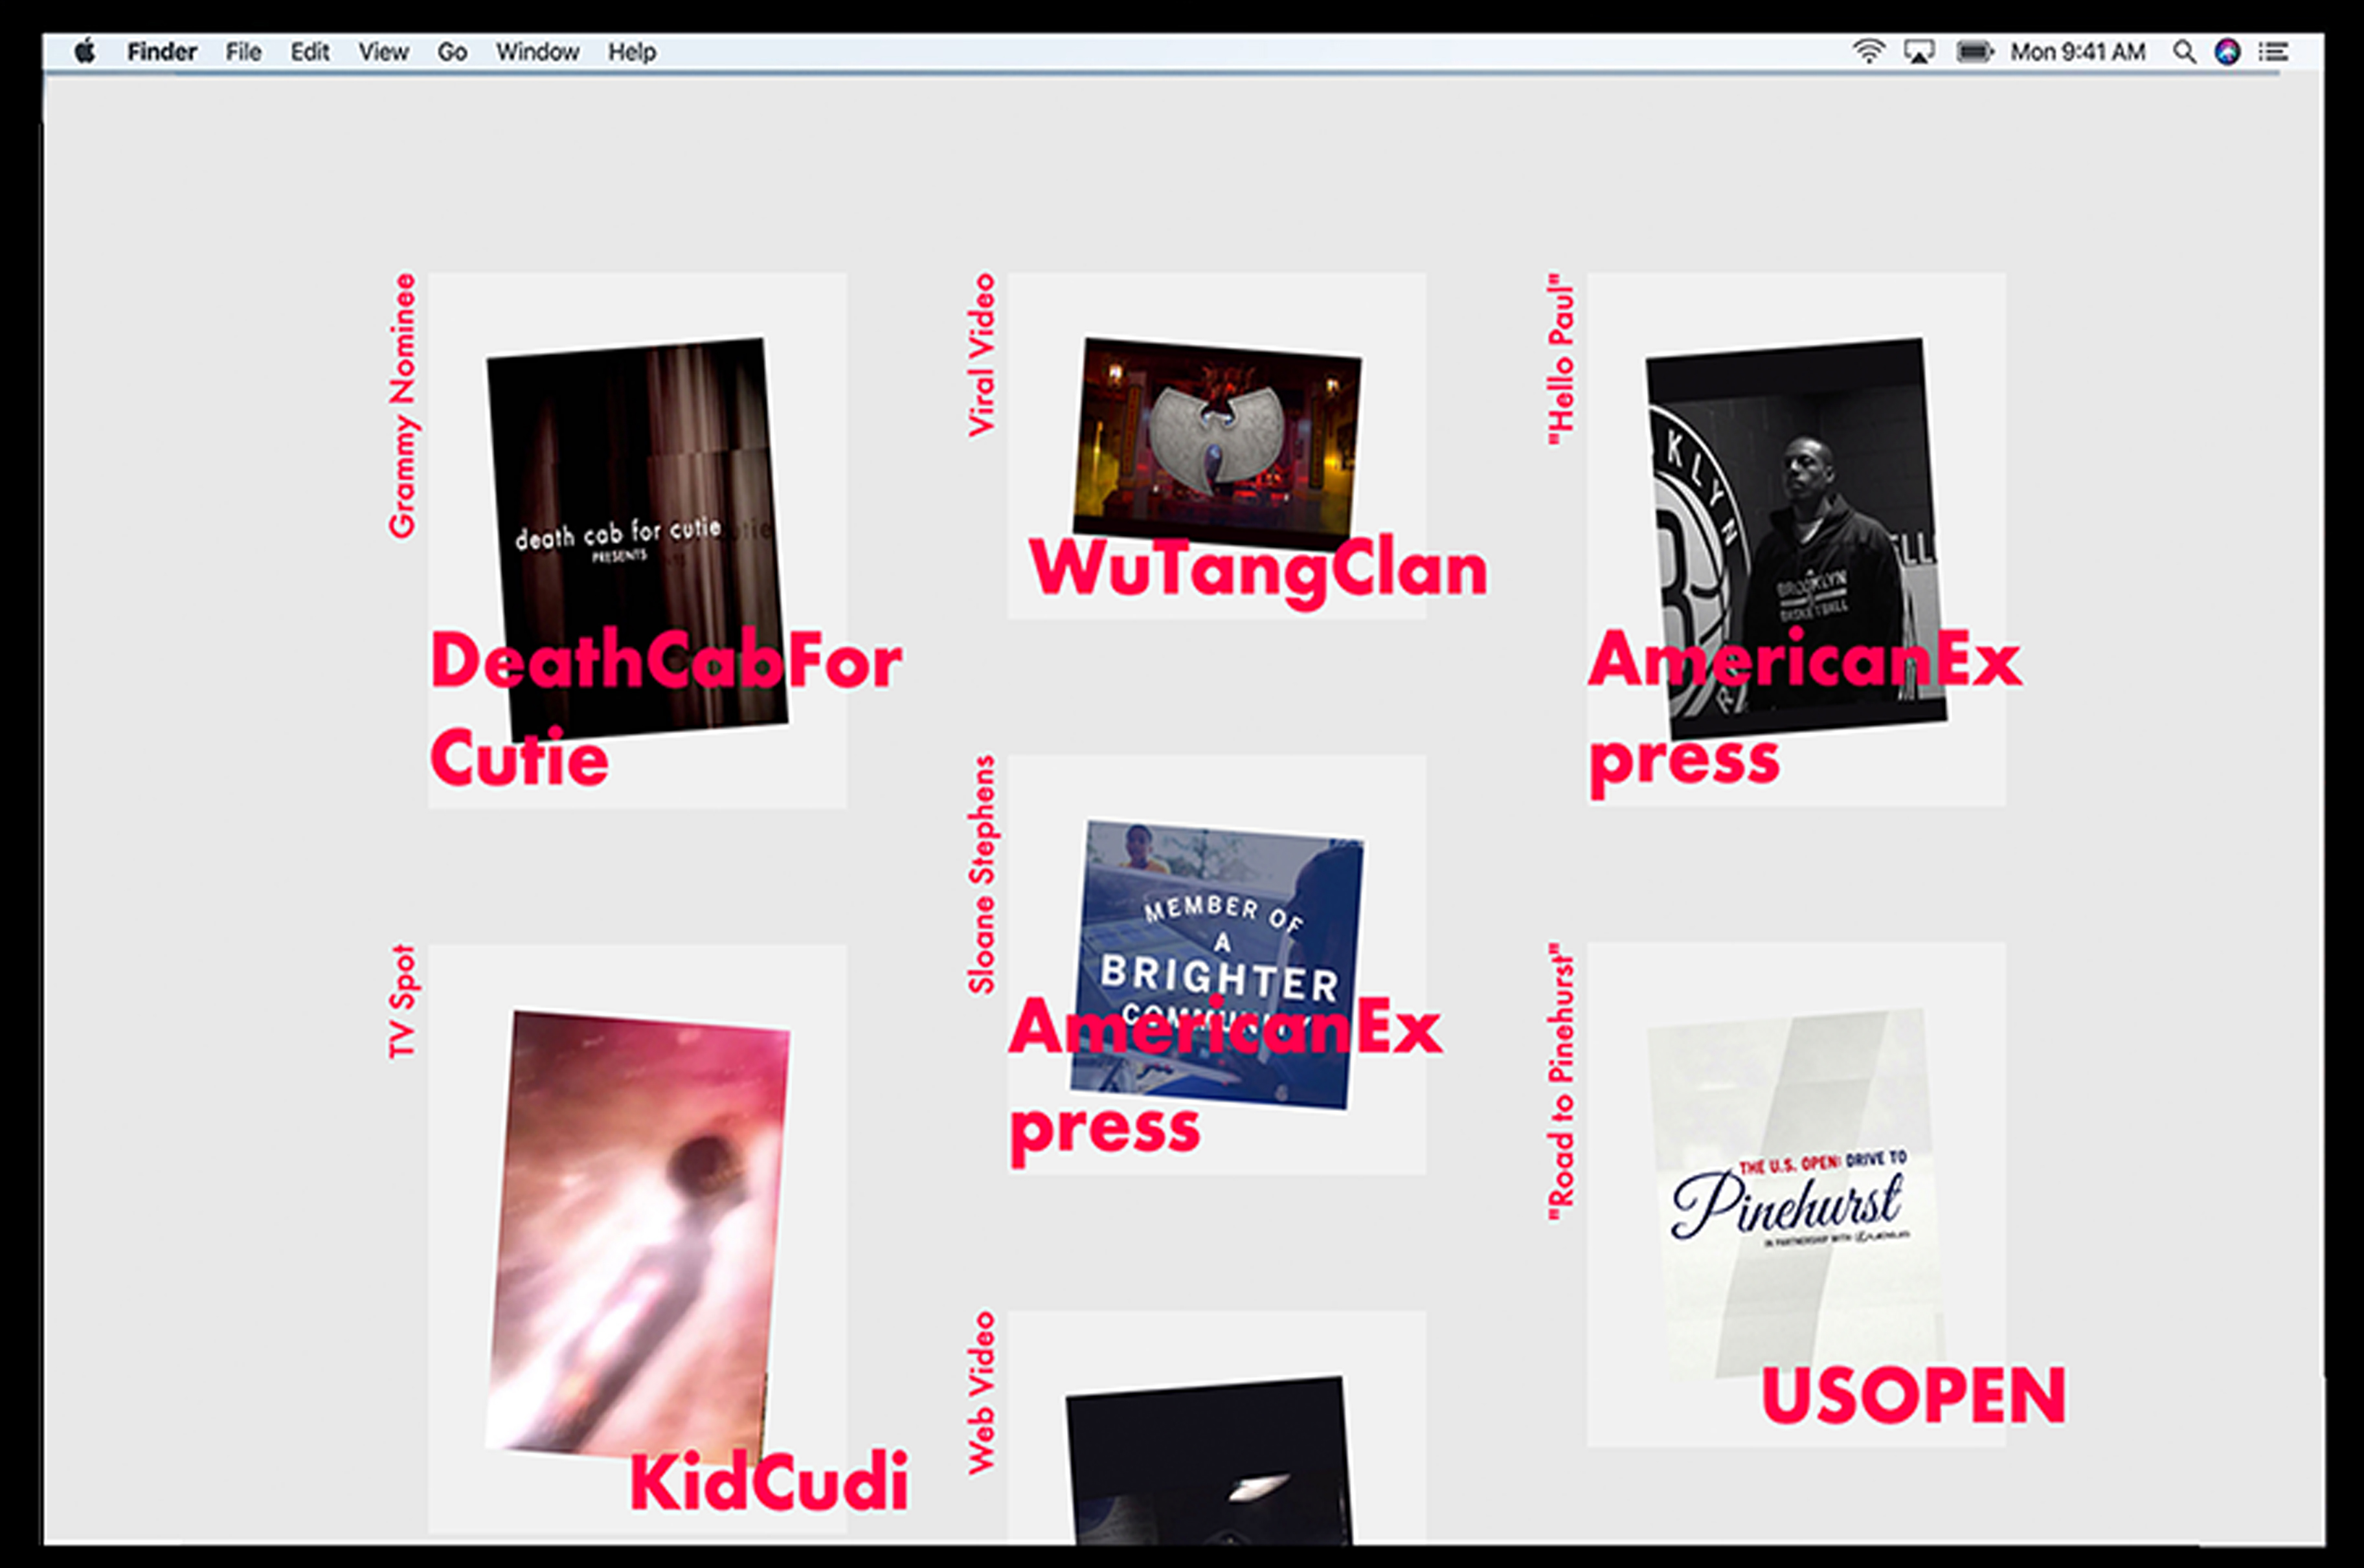 Finder File Edit View Go Window Help
Mon 9:41 AM
Grammy Nominee
death cab for cutie
PRESENTS
DeathCabFor
Cutie
Viral Video
WuTangClan
"Hello Paul"
KLYN
BROOKLYN
BASKETBALL
AmericanEx
press
Sloane Stephens
MEMBER OF
A
BRIGHTER
COMMUNITY
AmericanEx
press
TV Spot
KidCudi
"Road to Pinehurst"
THE U.S. OPEN: DRIVE TO
Pinehurst
IN PARTNERSHIP WITH
USOPEN
Web Video